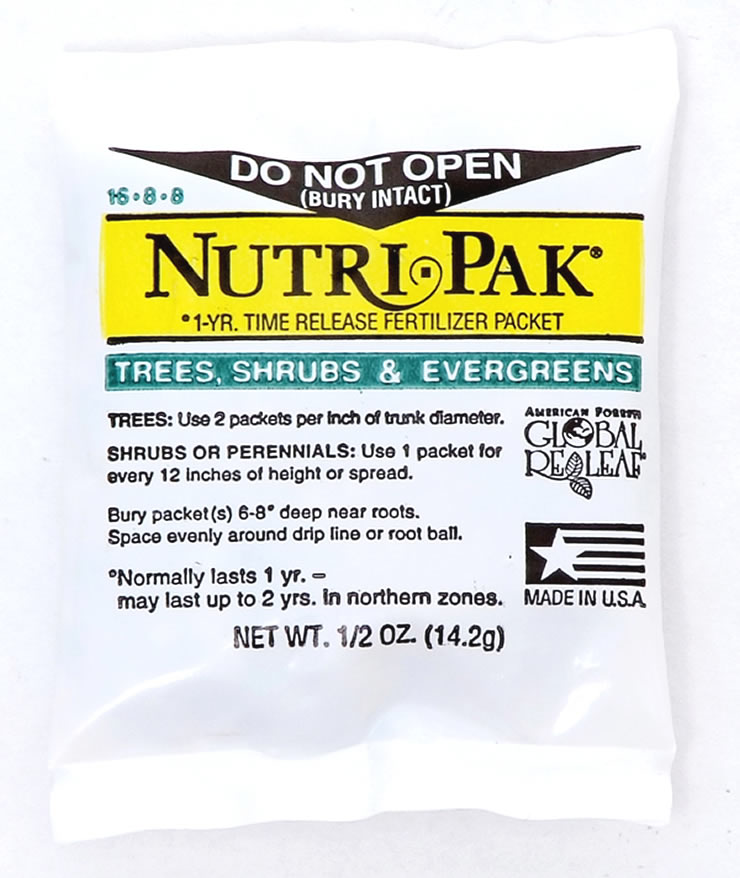 DO NOT OPEN
(BURY INTACT)
16•8•8
NUTRI•PAK®
*1-YR. TIME RELEASE FERTILIZER PACKET
TREES, SHRUBS & EVERGREENS
TREES: Use 2 packets per inch of trunk diameter.
SHRUBS OR PERENNIALS: Use 1 packet for
every 12 inches of height or spread.
Bury packet(s) 6-8" deep near roots.
Space evenly around drip line or root ball.
*Normally lasts 1 yr. –
may last up to 2 yrs. in northern zones.
NET WT. 1/2 OZ. (14.2g)
AMERICAN FORESTS
GLOBAL
RELEAF
MADE IN U.S.A.